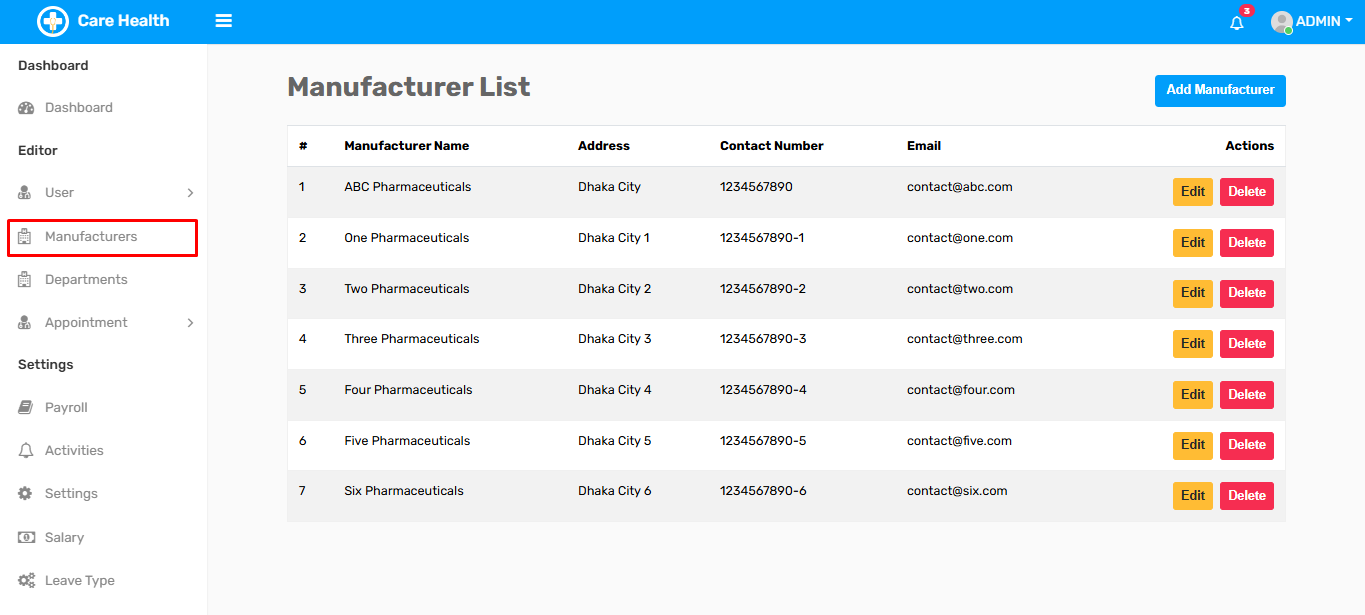 Care Health
3
ADMIN
Dashboard
Dashboard
Editor
User
Manufacturers
Departments
Appointment
Settings
Payroll
Activities
Settings
Salary
Leave Type
Manufacturer List
Add Manufacturer
# Manufacturer Name Address Contact Number Email Actions
1 ABC Pharmaceuticals Dhaka City 1234567890 contact@abc.com Edit Delete
2 One Pharmaceuticals Dhaka City 1 1234567890-1 contact@one.com Edit Delete
3 Two Pharmaceuticals Dhaka City 2 1234567890-2 contact@two.com Edit Delete
4 Three Pharmaceuticals Dhaka City 3 1234567890-3 contact@three.com Edit Delete
5 Four Pharmaceuticals Dhaka City 4 1234567890-4 contact@four.com Edit Delete
6 Five Pharmaceuticals Dhaka City 5 1234567890-5 contact@five.com Edit Delete
7 Six Pharmaceuticals Dhaka City 6 1234567890-6 contact@six.com Edit Delete